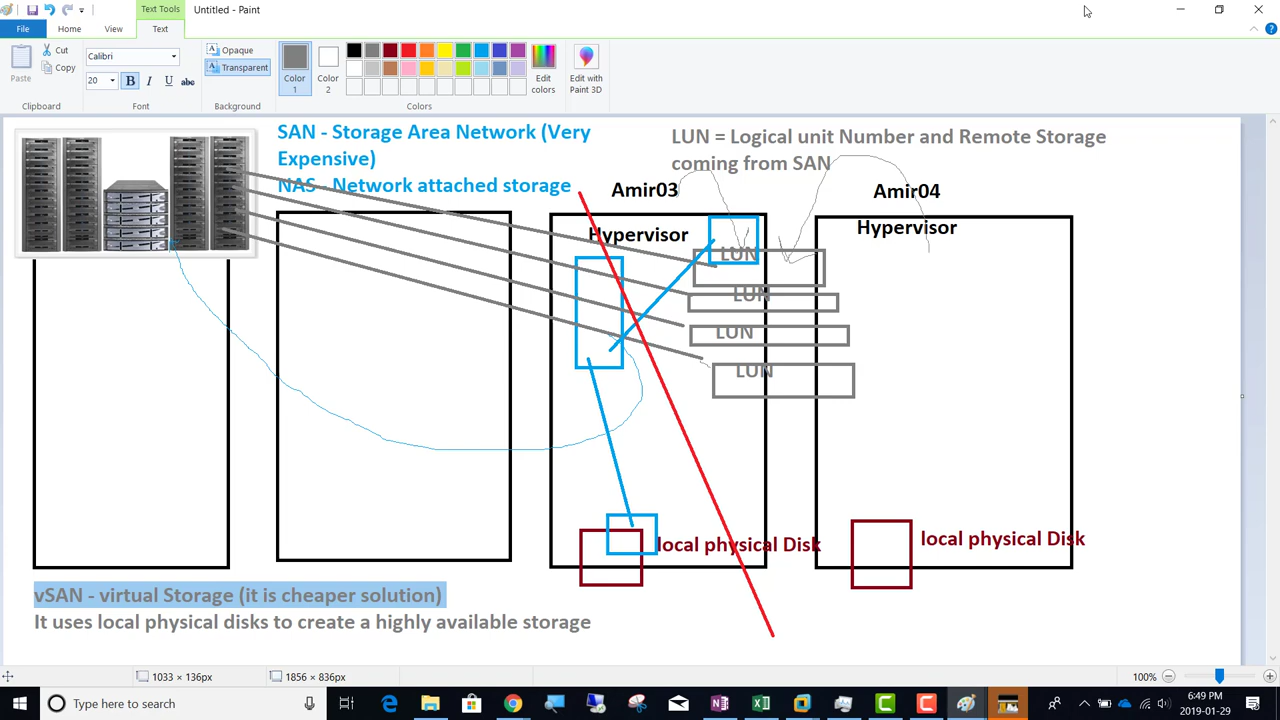 Text Tools
Untitled - Paint
File
Home
View
Text
Paste
Cut
Copy
Clipboard
Calibri
20
B
I
U
abc
Font
Opaque
Transparent
Background
Color 1
Color 2
Edit colors
Colors
Edit with Paint 3D
SAN - Storage Area Network (Very
Expensive)
NAS - Network attached storage
LUN = Logical unit Number and Remote Storage
coming from SAN
Amir03
Amir04
Hypervisor
Hypervisor
LUN
LUN
LUN
LUN
local physical Disk
local physical Disk
vSAN - virtual Storage (it is cheaper solution)
It uses local physical disks to create a highly available storage
1033 × 136px
1856 × 836px
100%
Type here to search
6:49 PM
2019-01-29